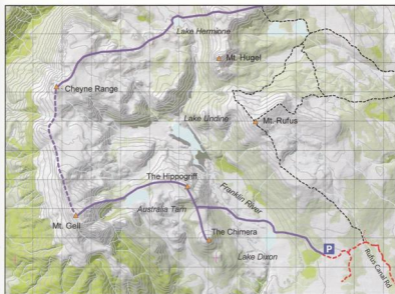 Lake Hermione
Mt. Hugel
Cheyne Range
Lake Undine
Mt. Rufus
The Hippogriff
Franklin River
Australia Tarn
Mt. Gell
The Chimera
P
Lake Dixon
Rufus Canal Rd